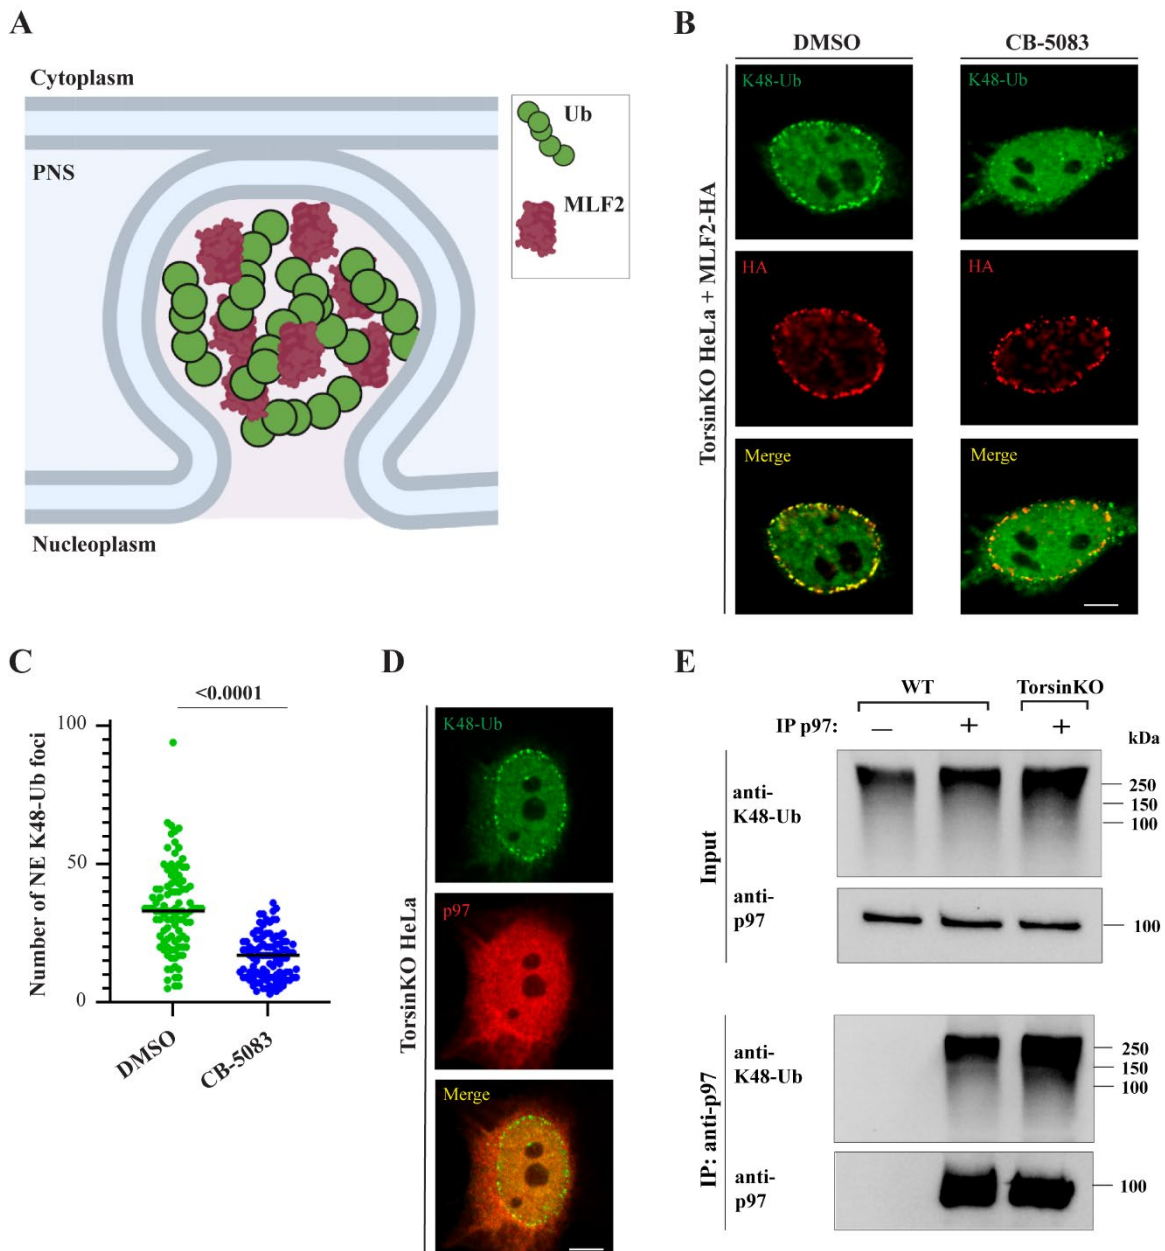 A
Cytoplasm
PNS
Nucleoplasm
Ub
MLF2
B
DMSO
CB-5083
TorsinKO HeLa + MLF2-HA
K48-Ub
K48-Ub
HA
HA
Merge
Merge
C
<0.0001
Number of NE K48-Ub foci
100
50
0
DMSO
CB-5083
D
TorsinKO HeLa
K48-Ub
p97
Merge
E
WT
TorsinKO
IP p97:
—
+
+
kDa
Input
anti-
K48-Ub
250
150
100
anti-
p97
100
IP: anti-p97
anti-
K48-Ub
250
150
100
anti-
p97
100